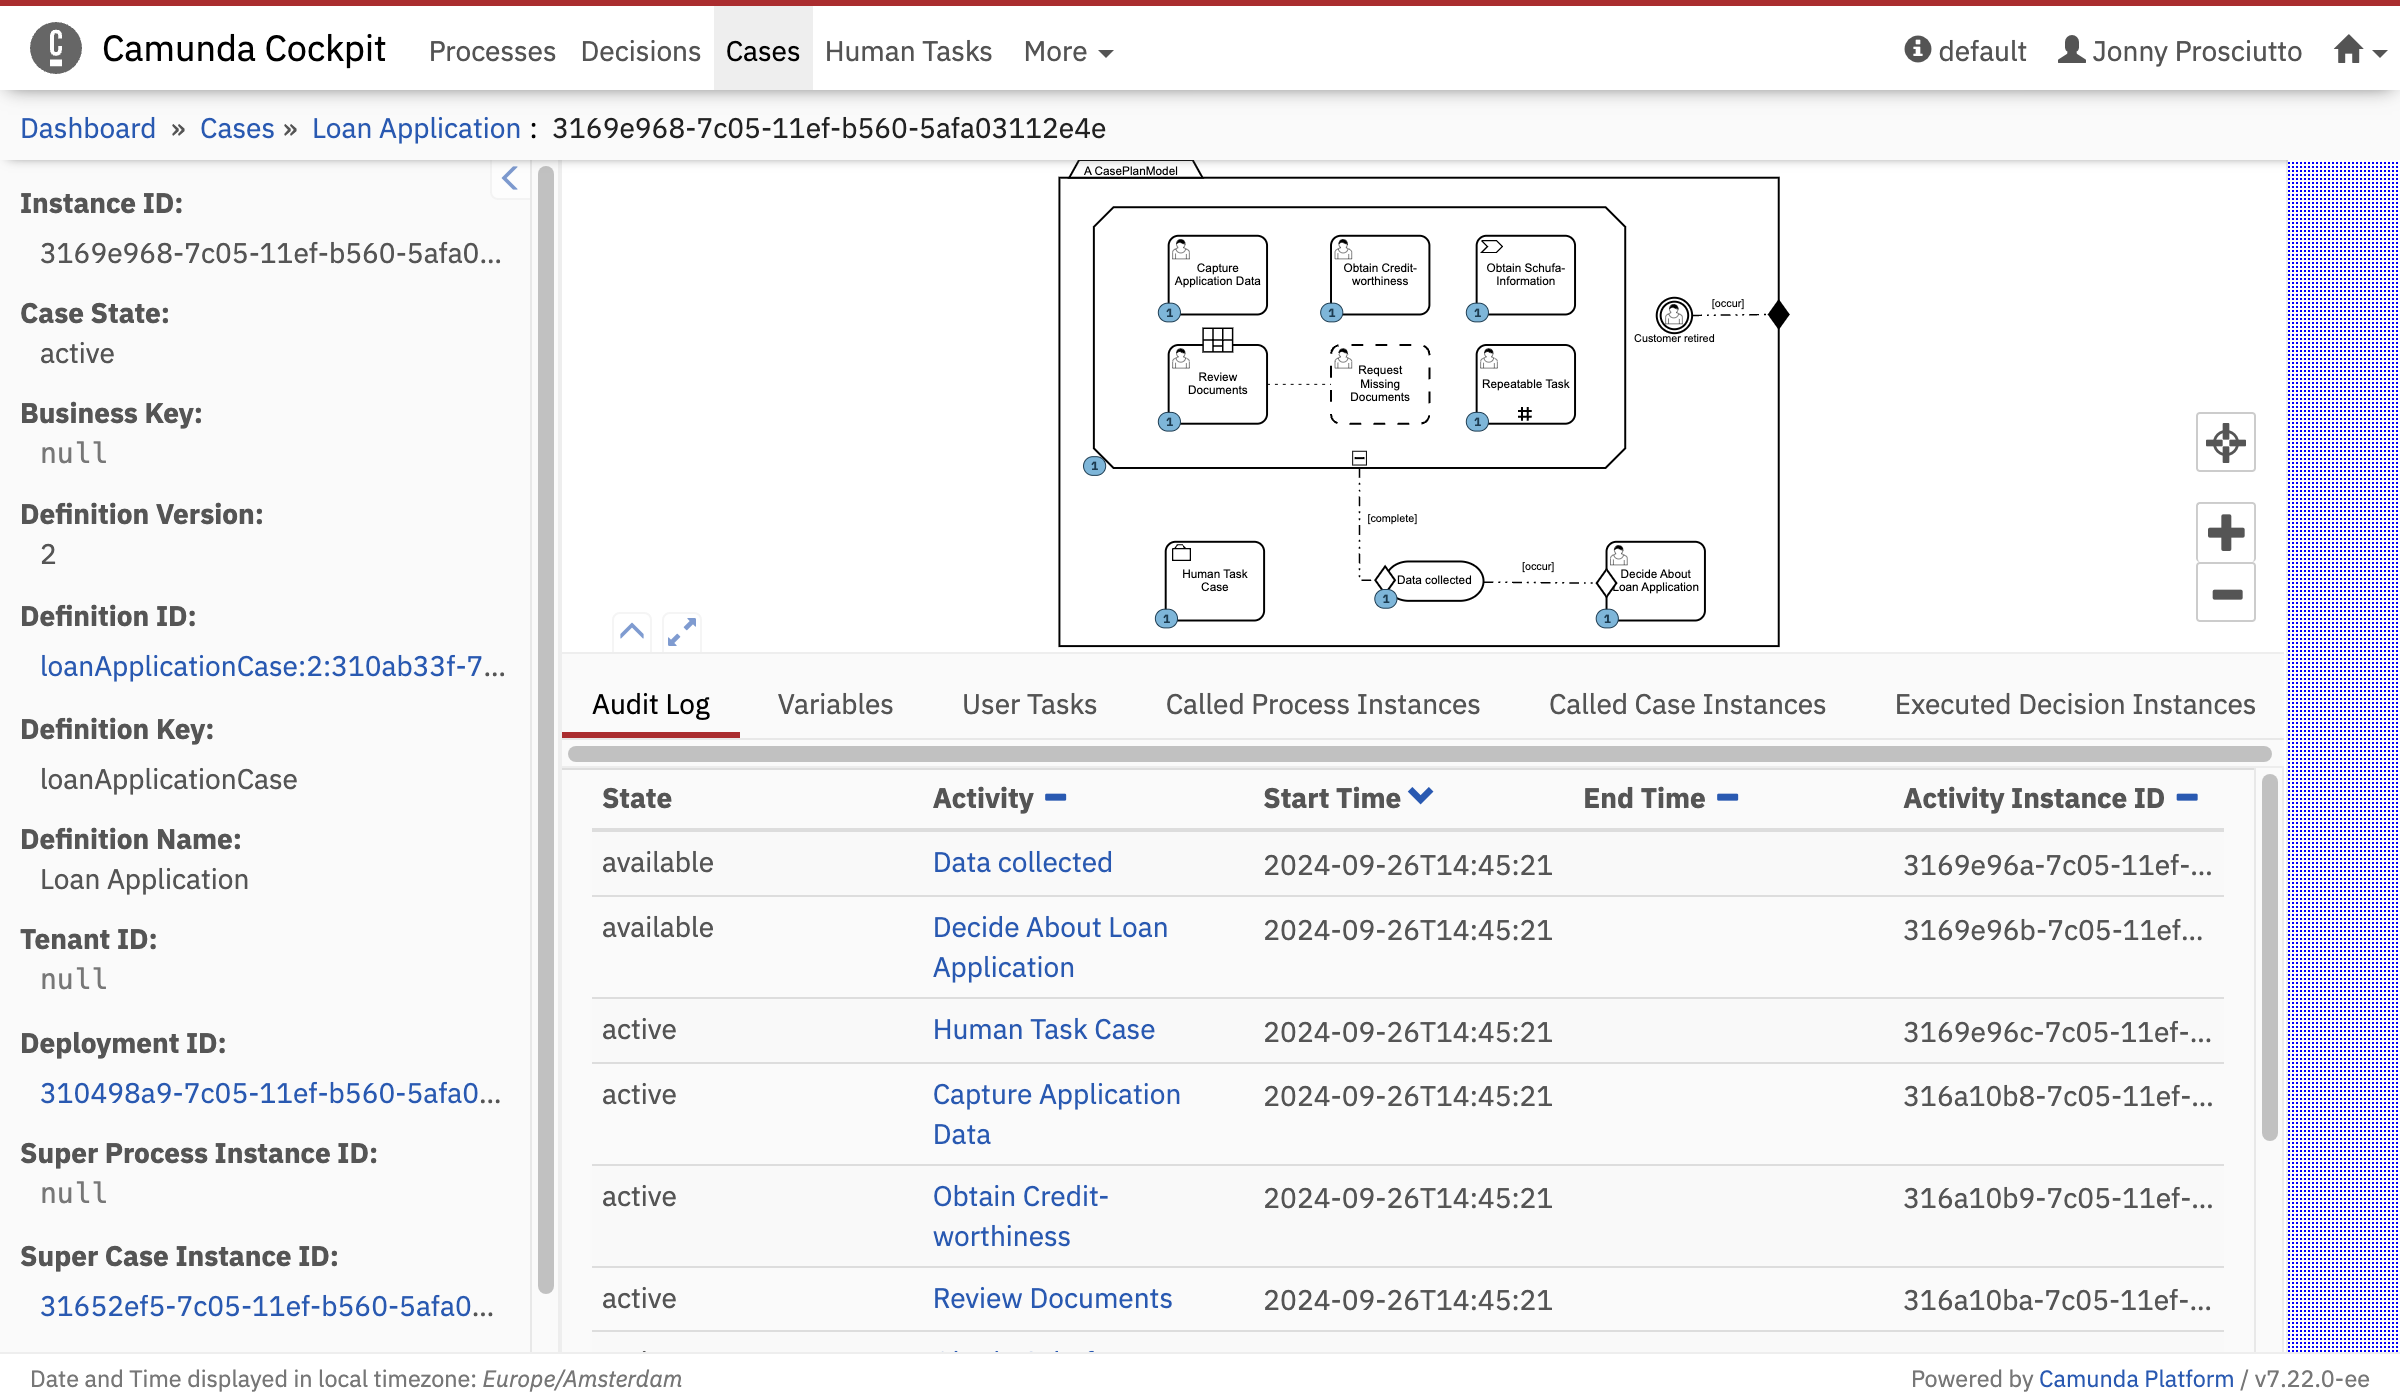 Camunda Cockpit Processes Decisions Cases Human Tasks More default Jonny Prosciutto
Dashboard » Cases » Loan Application : 3169e968-7c05-11ef-b560-5afa03112e4e
Instance ID:
3169e968-7c05-11ef-b560-5afa0...
Case State:
active
Business Key:
null
Definition Version:
2
Definition ID:
loanApplicationCase:2:310ab33f-7...
Definition Key:
loanApplicationCase
Definition Name:
Loan Application
Tenant ID:
null
Deployment ID:
310498a9-7c05-11ef-b560-5afa0...
Super Process Instance ID:
null
Super Case Instance ID:
31652ef5-7c05-11ef-b560-5afa0...
A CasePlanModel
Capture
Application Data
1
Obtain Credit-
worthiness
1
Obtain Schufa-
Information
1
[occur]
Customer retired
Review
Documents
1
Request
Missing
Documents
Repeatable Task
1
1
[complete]
Human Task
Case
1
Data collected
1
[occur]
Decide About
Loan Application
1
Audit Log Variables User Tasks Called Process Instances Called Case Instances Executed Decision Instances
State Activity Start Time End Time Activity Instance ID
available Data collected 2024-09-26T14:45:21 3169e96a-7c05-11ef-...
available Decide About Loan 2024-09-26T14:45:21 3169e96b-7c05-11ef...
Application
active Human Task Case 2024-09-26T14:45:21 3169e96c-7c05-11ef-...
active Capture Application 2024-09-26T14:45:21 316a10b8-7c05-11ef-...
Data
active Obtain Credit- 2024-09-26T14:45:21 316a10b9-7c05-11ef-...
worthiness
active Review Documents 2024-09-26T14:45:21 316a10ba-7c05-11ef-...
Date and Time displayed in local timezone: Europe/Amsterdam
Powered by Camunda Platform / v7.22.0-ee